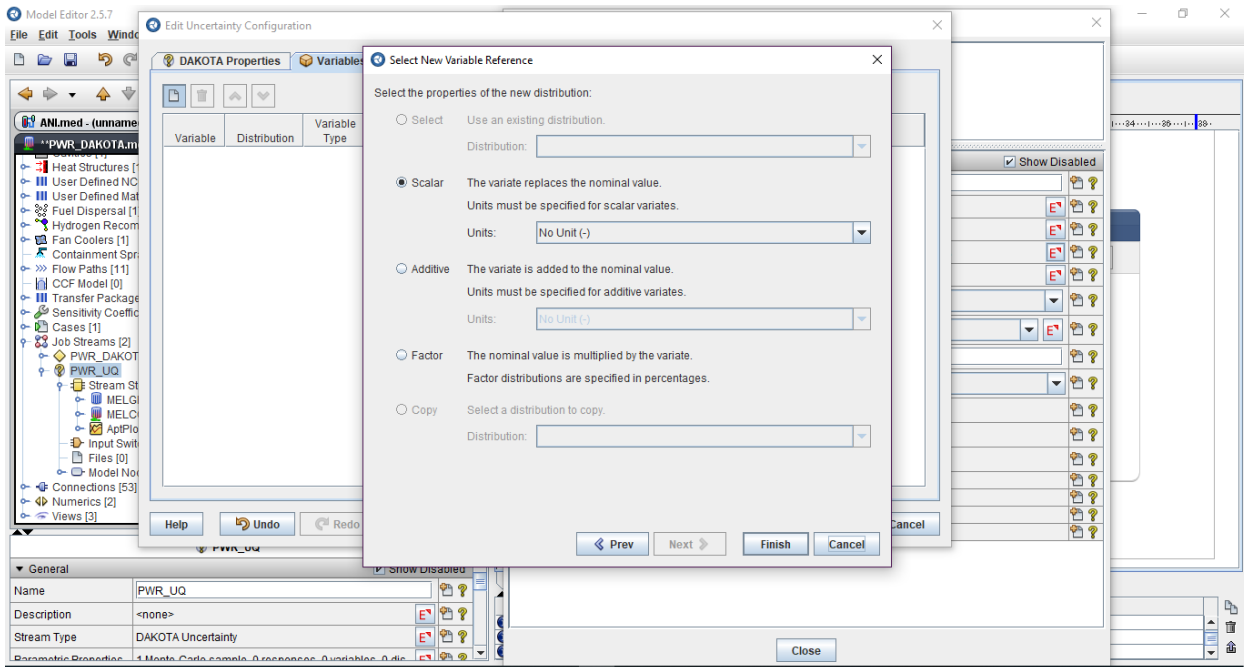 Model Editor 2.5.7
File Edit Tools Windo
ANI.med - (unname
**PWR_DAKOTA.m
Heat Structures [1
User Defined NC
User Defined Mat
Fuel Dispersal [1
Hydrogen Recom
Fan Coolers [1]
Containment Spr
Flow Paths [11]
CCF Model [0]
Transfer Package
Sensitivity Coeffic
Cases [1]
Job Streams [2]
PWR_DAKOT
PWR_UQ
Stream St
MELG
MELC
AptPlo
Input Swit
Files [0]
Model No
Connections [53]
Numerics [2]
Views [3]
PWR_UQ
General
Show Disabled
Name PWR_UQ
Description <none>
Stream Type DAKOTA Uncertainty
Parametric Properties 1 Monte-Carlo sample, 0 responses, 0 variables, 0 dis
Edit Uncertainty Configuration
DAKOTA Properties Variables
Variable Distribution Variable Type
Help Undo Redo Cancel
Select New Variable Reference
Select the properties of the new distribution:
Select Use an existing distribution.
Distribution:
Scalar The variate replaces the nominal value.
Units must be specified for scalar variates.
Units: No Unit (-)
Additive The variate is added to the nominal value.
Units must be specified for additive variates.
Units: No Unit (-)
Factor The nominal value is multiplied by the variate.
Factor distributions are specified in percentages.
Copy Select a distribution to copy.
Distribution:
Prev Next Finish Cancel
Show Disabled
34 36 38
Close